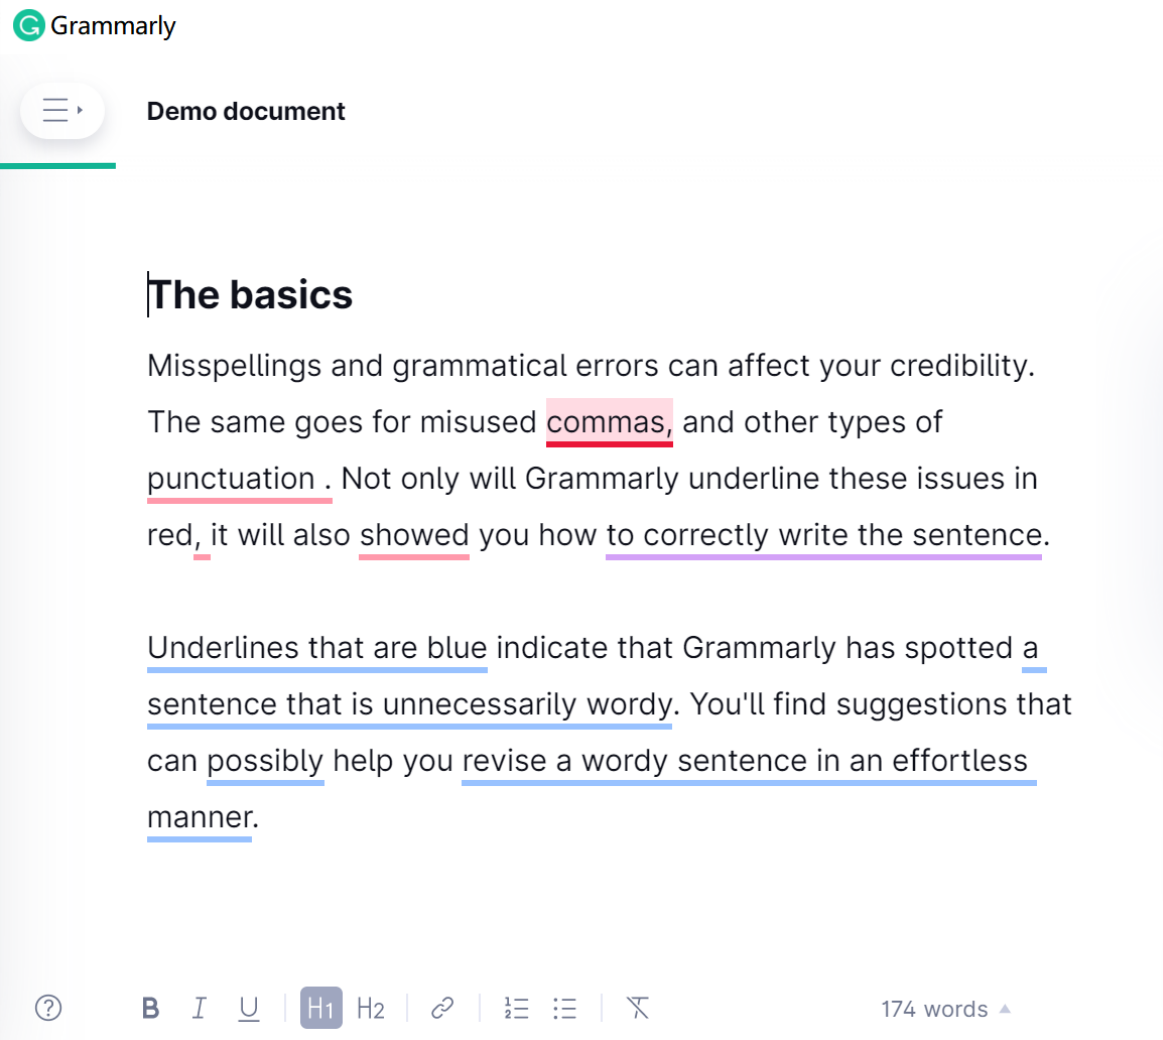 Grammarly
Demo document
The basics
Misspellings and grammatical errors can affect your credibility.
The same goes for misused commas, and other types of
punctuation . Not only will Grammarly underline these issues in
red, it will also showed you how to correctly write the sentence.
Underlines that are blue indicate that Grammarly has spotted a
sentence that is unnecessarily wordy. You'll find suggestions that
can possibly help you revise a wordy sentence in an effortless
manner.
B I U H1 H2 174 words